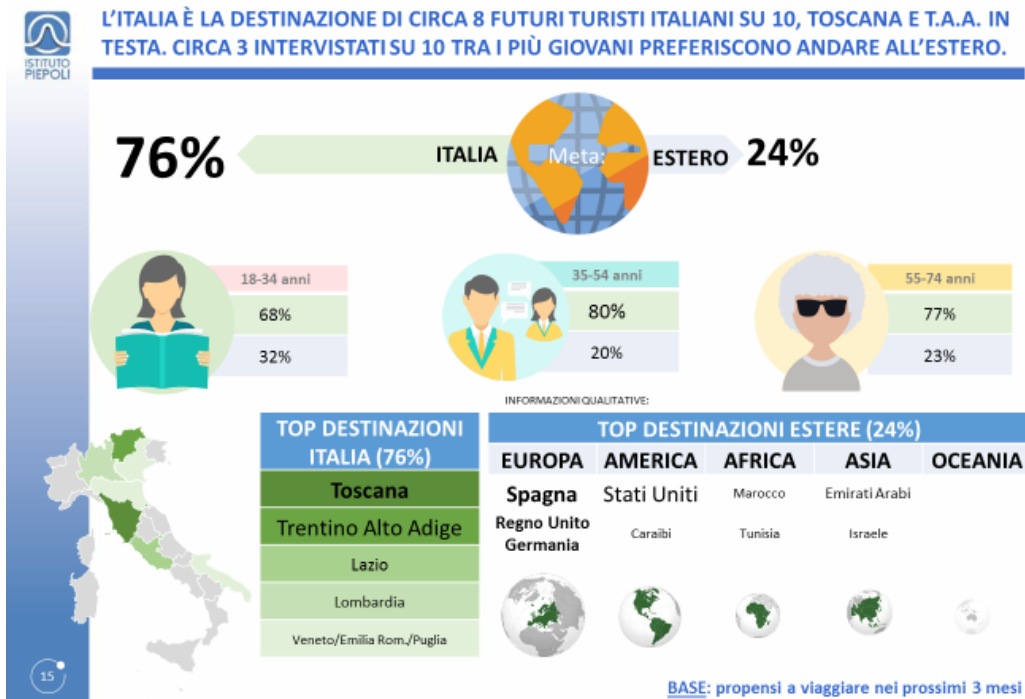 L'ITALIA È LA DESTINAZIONE DI CIRCA 8 FUTURI TURISTI ITALIANI SU 10, TOSCANA E T.A.A. IN
TESTA. CIRCA 3 INTERVISTATI SU 10 TRA I PIÙ GIOVANI PREFERISCONO ANDARE ALL'ESTERO.
ISTITUTO
PIEPOLI
76%
ITALIA
Meta:
ESTERO
24%
18-34 anni
68%
32%
35-54 anni
80%
20%
55-74 anni
77%
23%
INFORMAZIONI QUALITATIVE:
TOP DESTINAZIONI
ITALIA (76%)
Toscana
Trentino Alto Adige
Lazio
Lombardia
Veneto/Emilia Rom./Puglia
TOP DESTINAZIONI ESTERE (24%)
EUROPA AMERICA AFRICA ASIA OCEANIA
Spagna Stati Uniti Marocco Emirati Arabi
Regno Unito
Germania
Caraibi Tunisia Israele
15
BASE: propensi a viaggiare nei prossimi 3 mesi